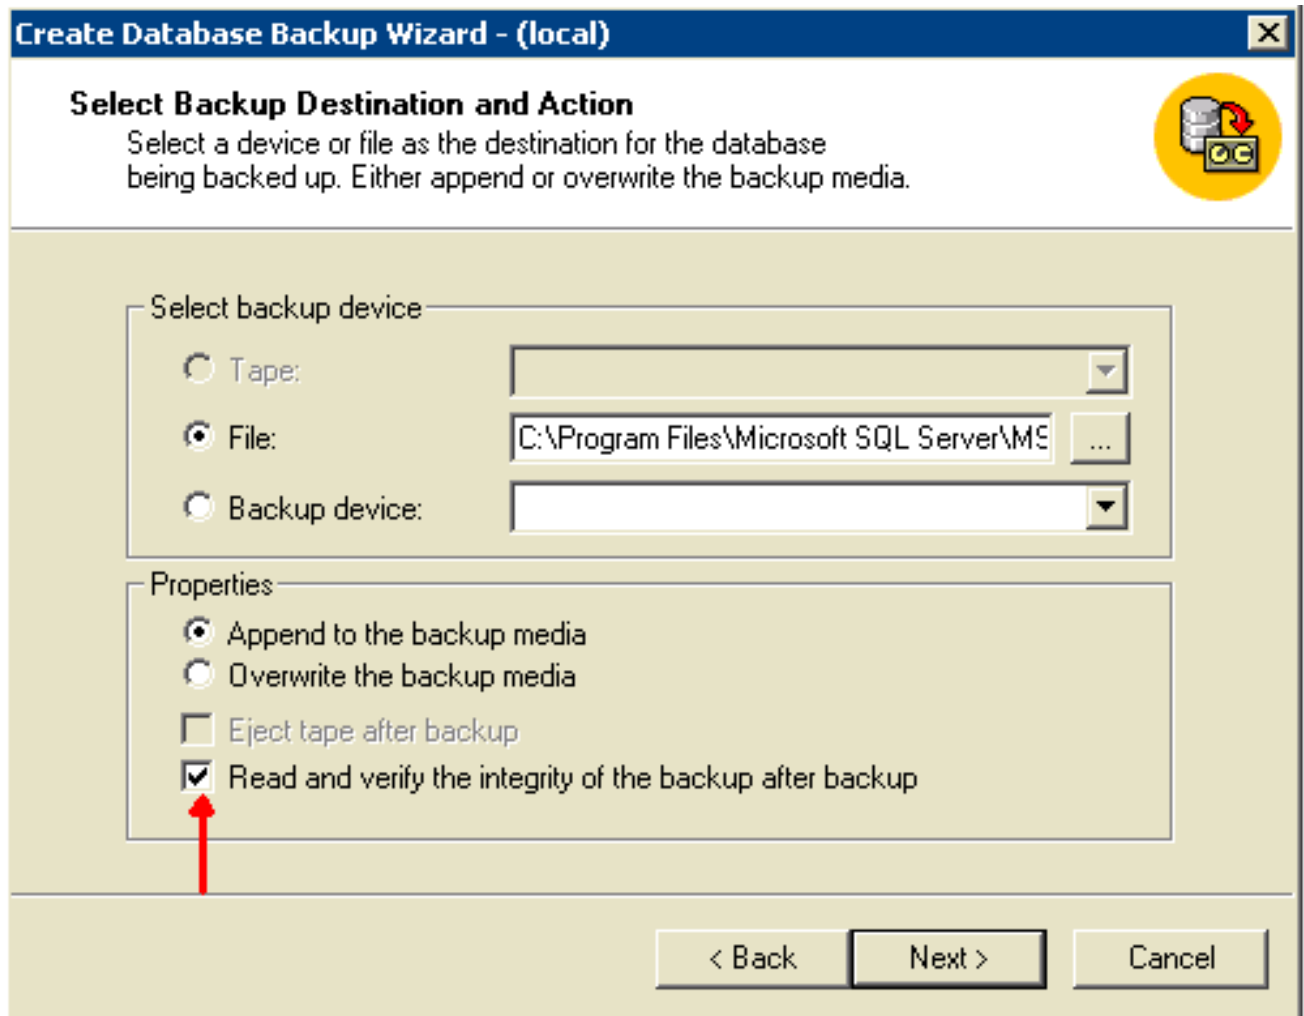 Create Database Backup Wizard - (local)
Select Backup Destination and Action
Select a device or file as the destination for the database
being backed up. Either append or overwrite the backup media.
Select backup device
Tape:
File:
C:\Program Files\Microsoft SQL Server\MS
...
Backup device:
Properties
Append to the backup media
Overwrite the backup media
Eject tape after backup
Read and verify the integrity of the backup after backup
< Back
Next >
Cancel